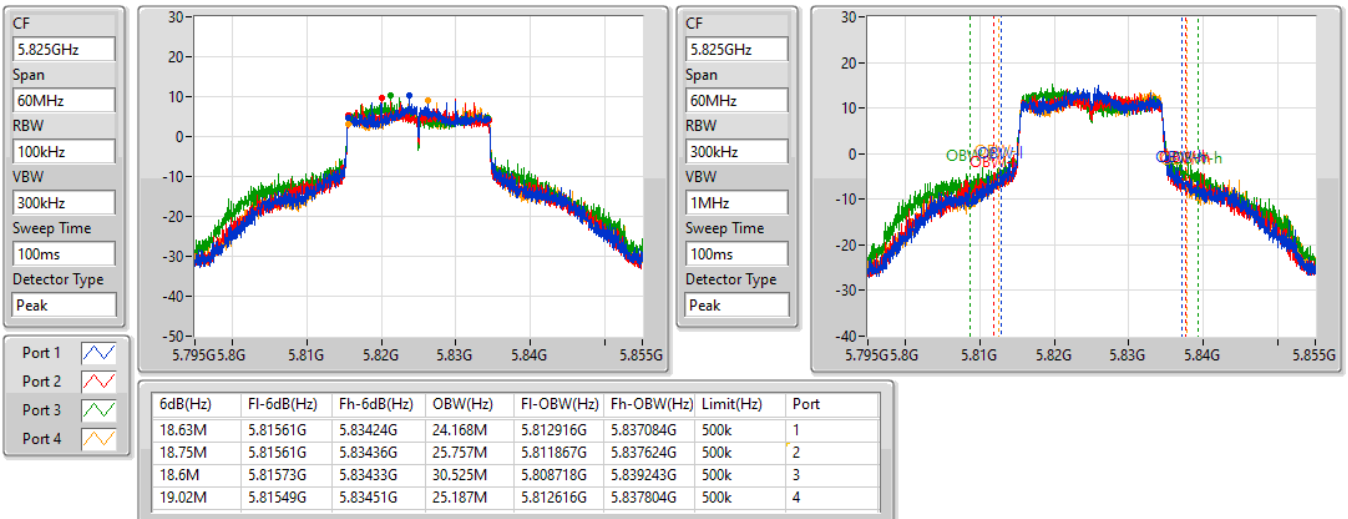 CF
5.825GHz
Span
60MHz
RBW
100kHz
VBW
300kHz
Sweep Time
100ms
Detector Type
Peak
30
20
10
0
-10
-20
-30
-40
-50
5.795G 5.8G 5.81G 5.82G 5.83G 5.84G 5.855G
CF
5.825GHz
Span
60MHz
RBW
300kHz
VBW
1MHz
Sweep Time
100ms
Detector Type
Peak
30
20
10
0
-10
-20
-30
-40
5.795G 5.8G 5.81G 5.82G 5.83G 5.84G 5.855G
Port 1
Port 2
Port 3
Port 4
6dB(Hz) Fl-6dB(Hz) Fh-6dB(Hz) OBW(Hz) Fl-OBW(Hz) Fh-OBW(Hz) Limit(Hz) Port
18.63M 5.81561G 5.83424G 24.168M 5.812916G 5.837084G 500k 1
18.75M 5.81561G 5.83436G 25.757M 5.811867G 5.837624G 500k 2
18.6M 5.81573G 5.83433G 30.525M 5.808718G 5.839243G 500k 3
19.02M 5.81549G 5.83451G 25.187M 5.812616G 5.837804G 500k 4